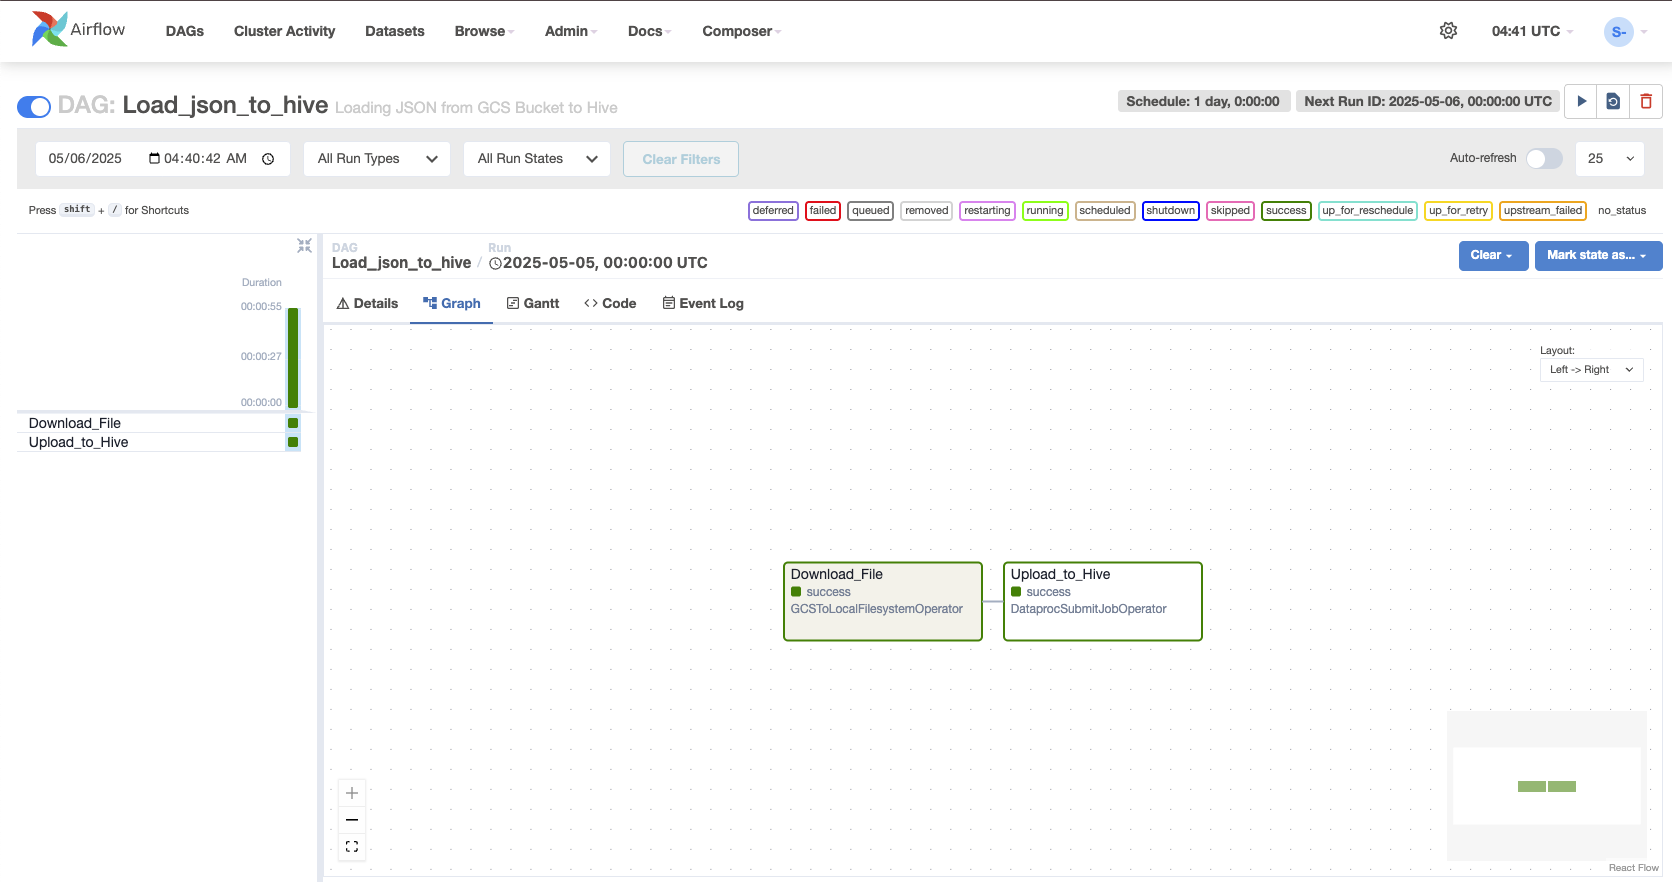 Airflow DAGs Cluster Activity Datasets Browse Admin Docs Composer 04:41 UTC S-
DAG: Load_json_to_hive Loading JSON from GCS Bucket to Hive Schedule: 1 day, 0:00:00 Next Run ID: 2025-05-06, 00:00:00 UTC
05/06/2025 04:40:42 AM All Run Types All Run States Clear Filters Auto-refresh 25
Press shift + / for Shortcuts deferred failed queued removed restarting running scheduled shutdown skipped success up_for_reschedule up_for_retry upstream_failed no_status
DAG Run
Load_json_to_hive / 2025-05-05, 00:00:00 UTC Clear Mark state as...
Details Graph Gantt Code Event Log
Duration
00:00:55
00:00:27
00:00:00
Download_File
Upload_to_Hive
Layout:
Left -> Right
Download_File
success
GCSToLocalFilesystemOperator
Upload_to_Hive
success
DataprocSubmitJobOperator
React Flow